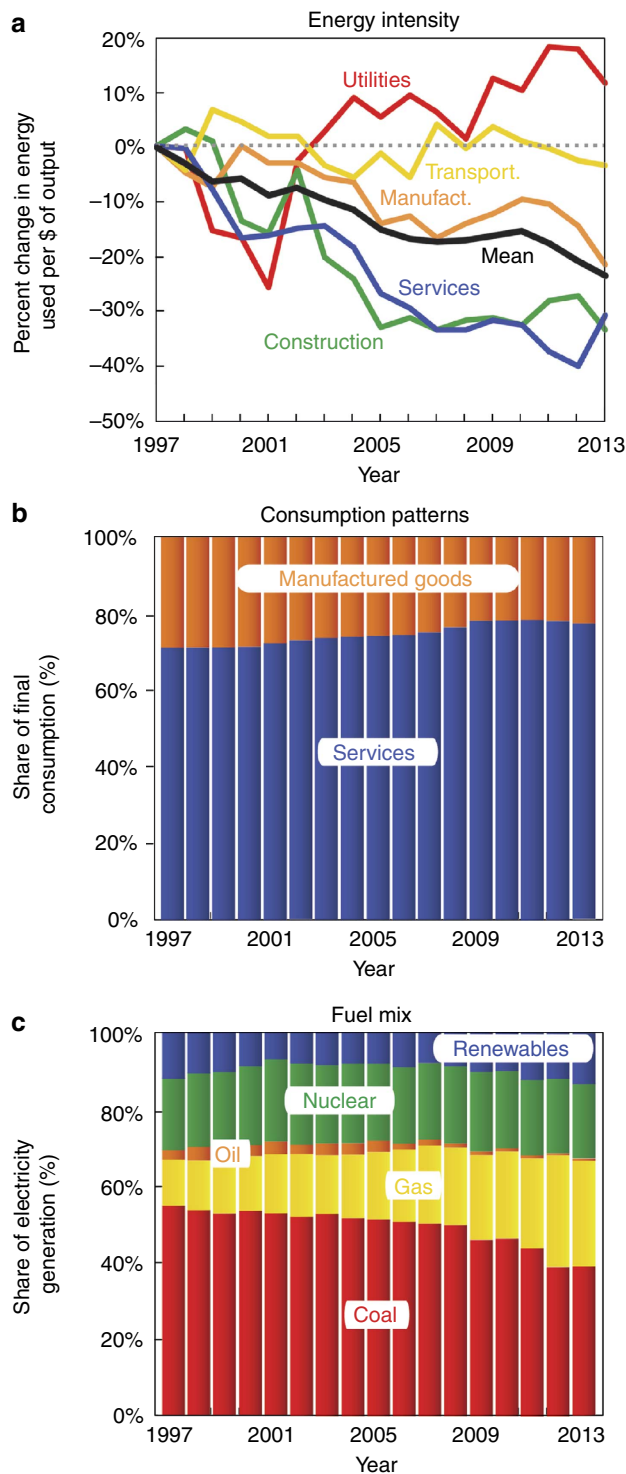 a
Energy intensity
20%
10%
0%
–10%
–20%
–30%
–40%
–50%
Percent change in energy
used per $ of output
Utilities
Transport.
Manufact.
Mean
Services
Construction
1997
2001
2005
2009
2013
Year
b
Consumption patterns
100%
80%
60%
40%
20%
0%
Share of final
consumption (%)
Manufactured goods
Services
1997
2001
2005
2009
2013
Year
c
Fuel mix
100%
80%
60%
40%
20%
0%
Share of electricity
generation (%)
Renewables
Nuclear
Oil
Gas
Coal
1997
2001
2005
2009
2013
Year